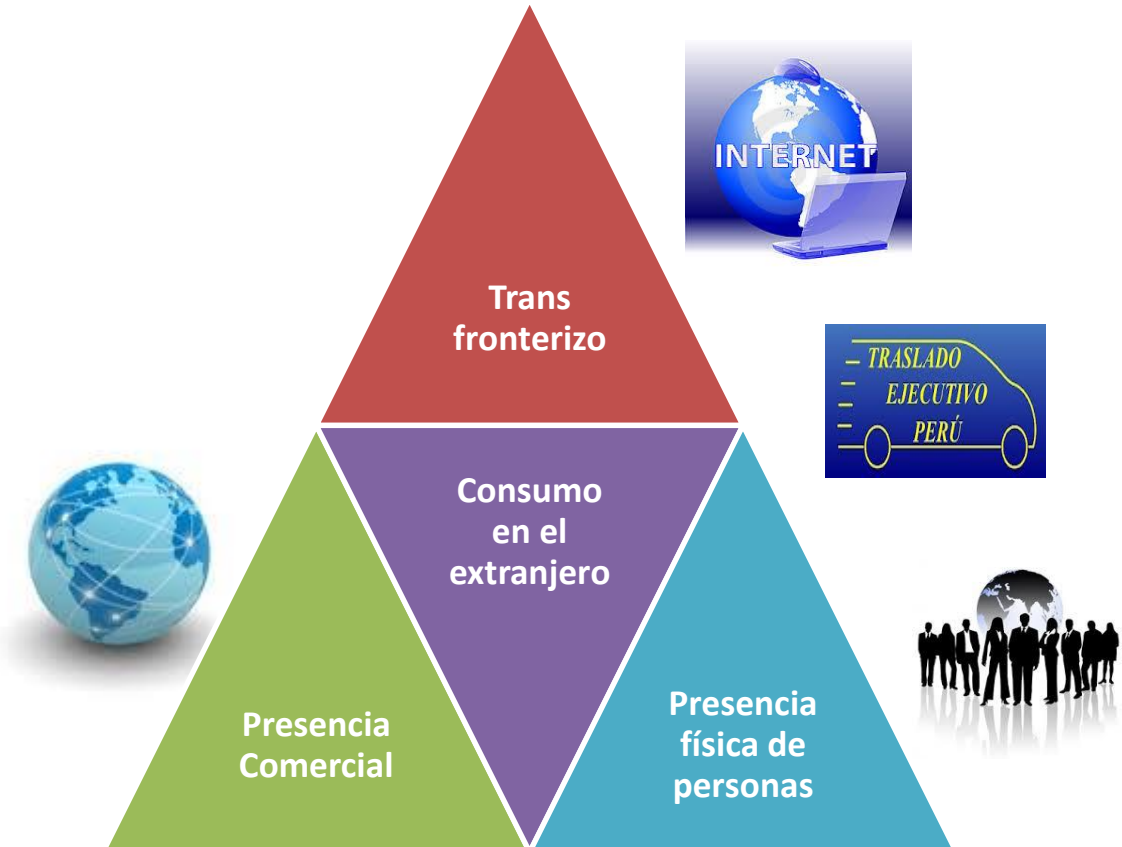 INTERNET
Trans
fronterizo
TRASLADO
EJECUTIVO
PERÚ
Consumo
en el
extranjero
Presencia
Comercial
Presencia
física de
personas